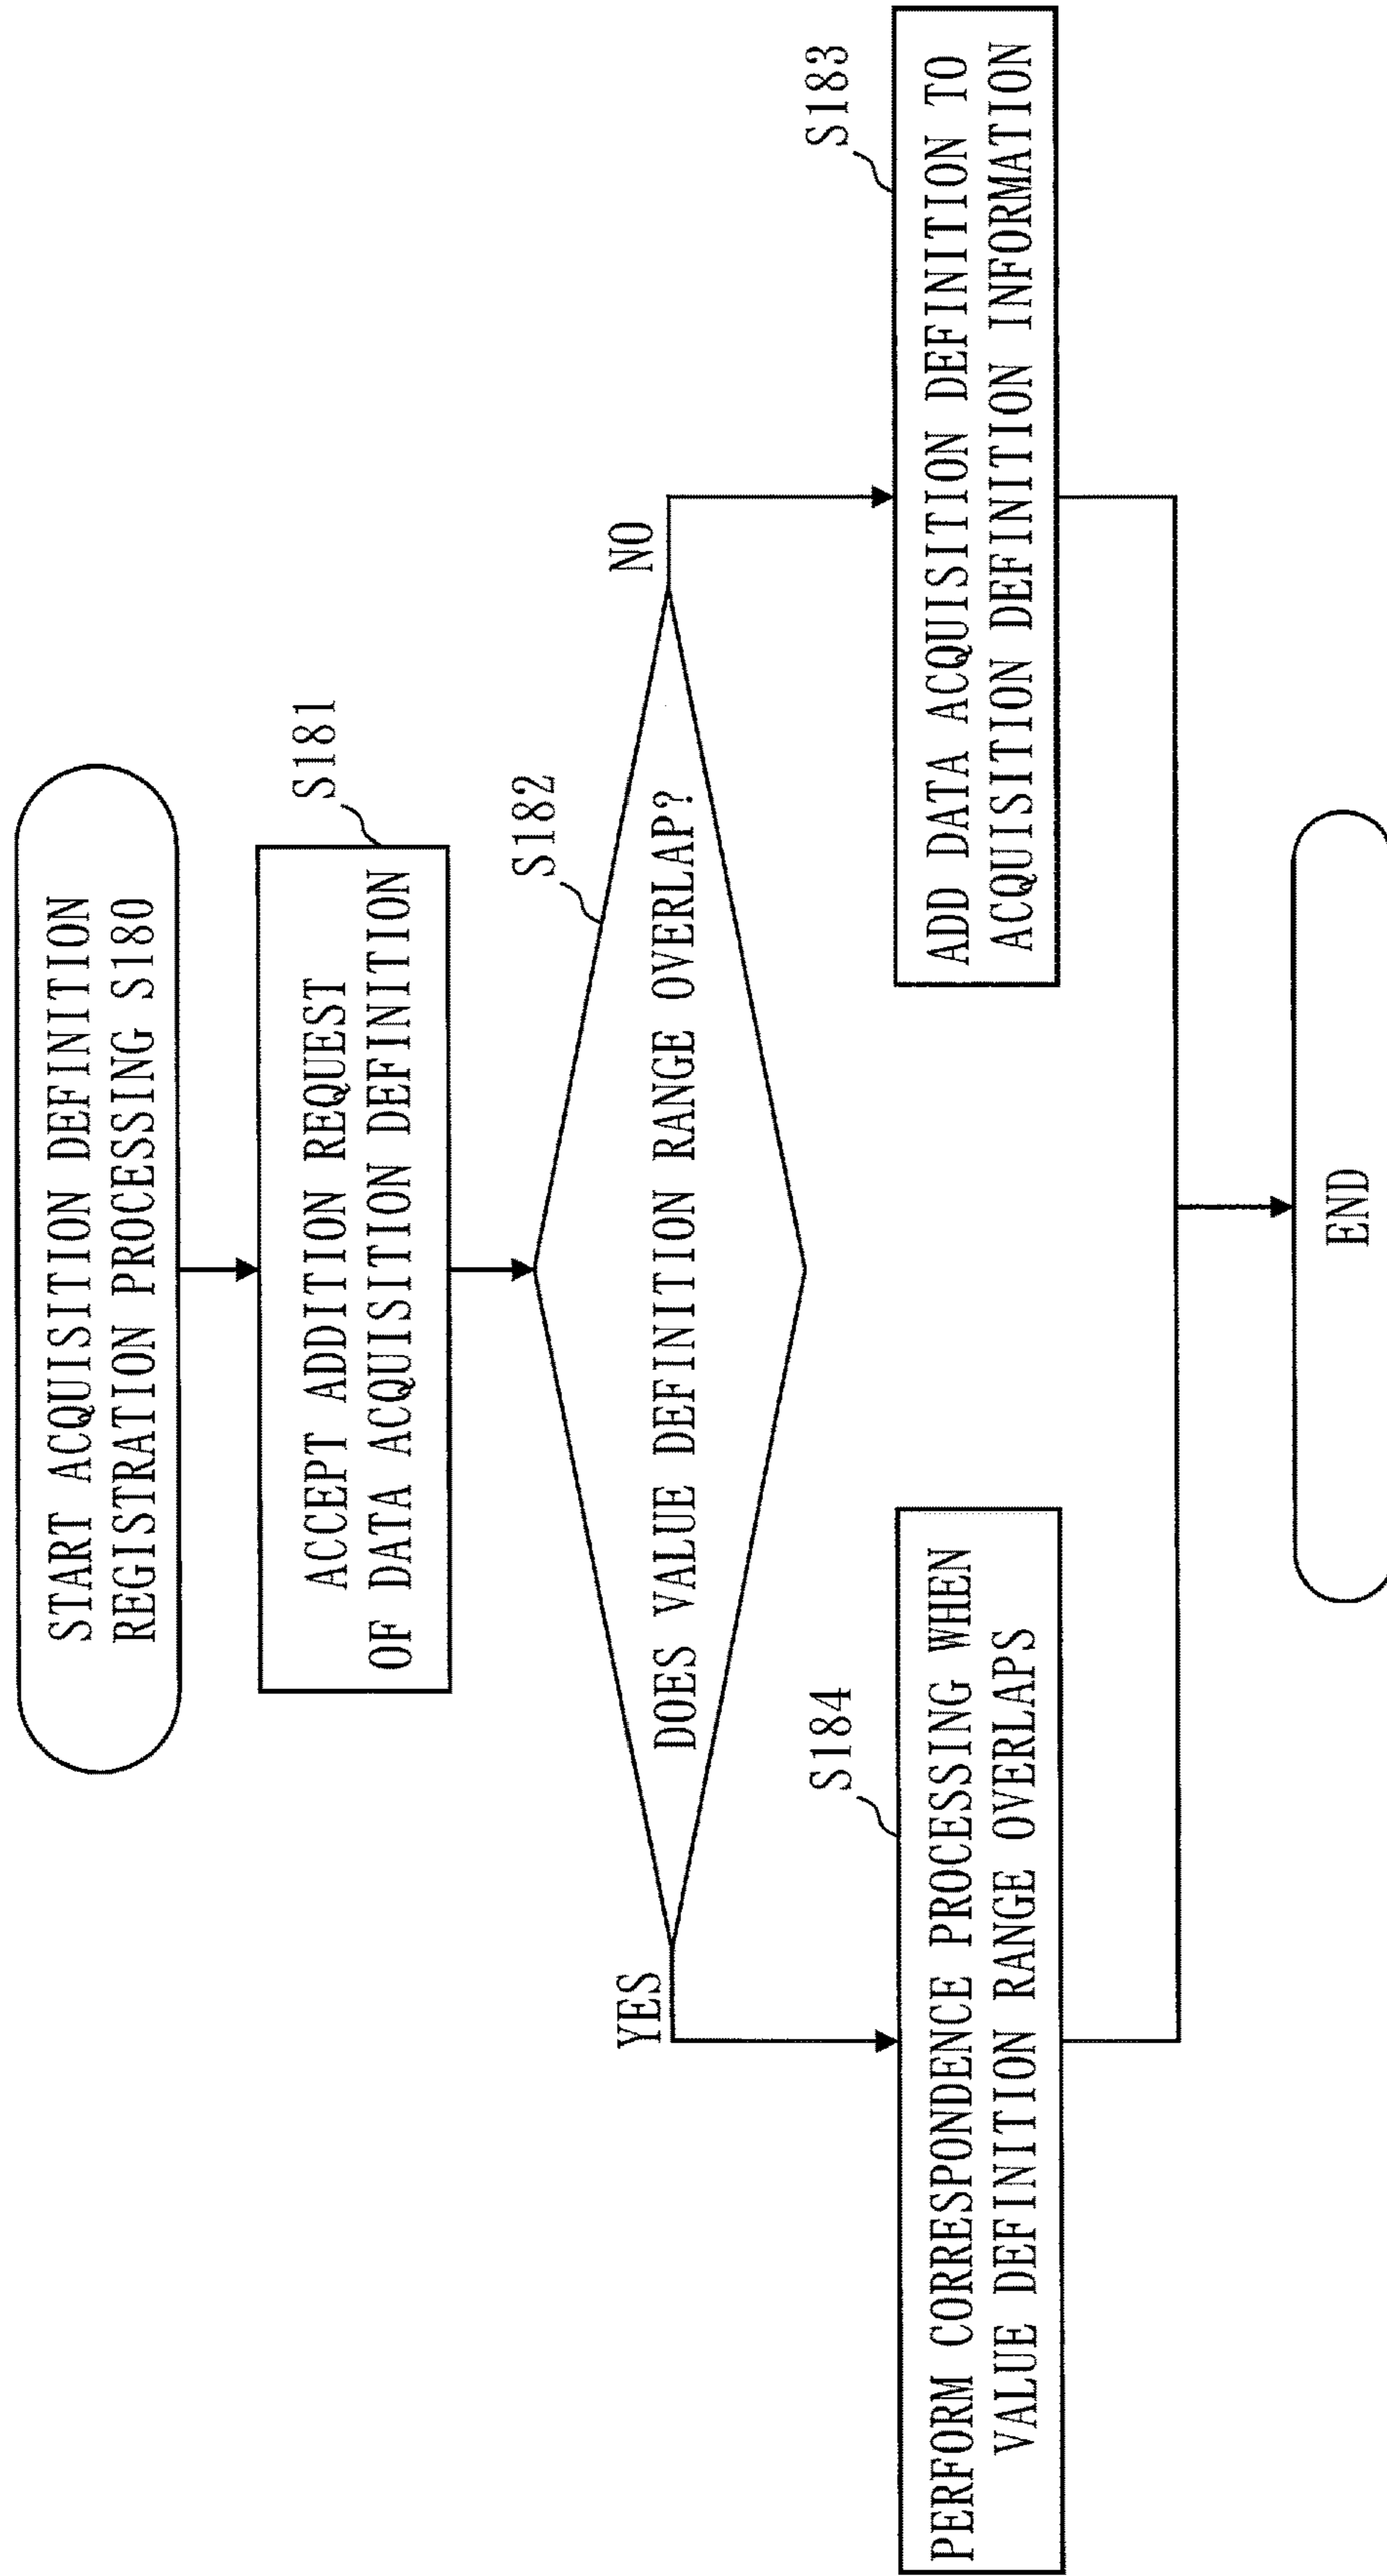 START ACQUISITION DEFINITION
REGISTRATION PROCESSING S180
S181
ACCEPT ADDITION REQUEST
OF DATA ACQUISITION DEFINITION
S182
DOES VALUE DEFINITION RANGE OVERLAP?
YES
NO
S184
PERFORM CORRESPONDENCE PROCESSING WHEN
VALUE DEFINITION RANGE OVERLAPS
S183
ADD DATA ACQUISITION DEFINITION TO
ACQUISITION DEFINITION INFORMATION
END